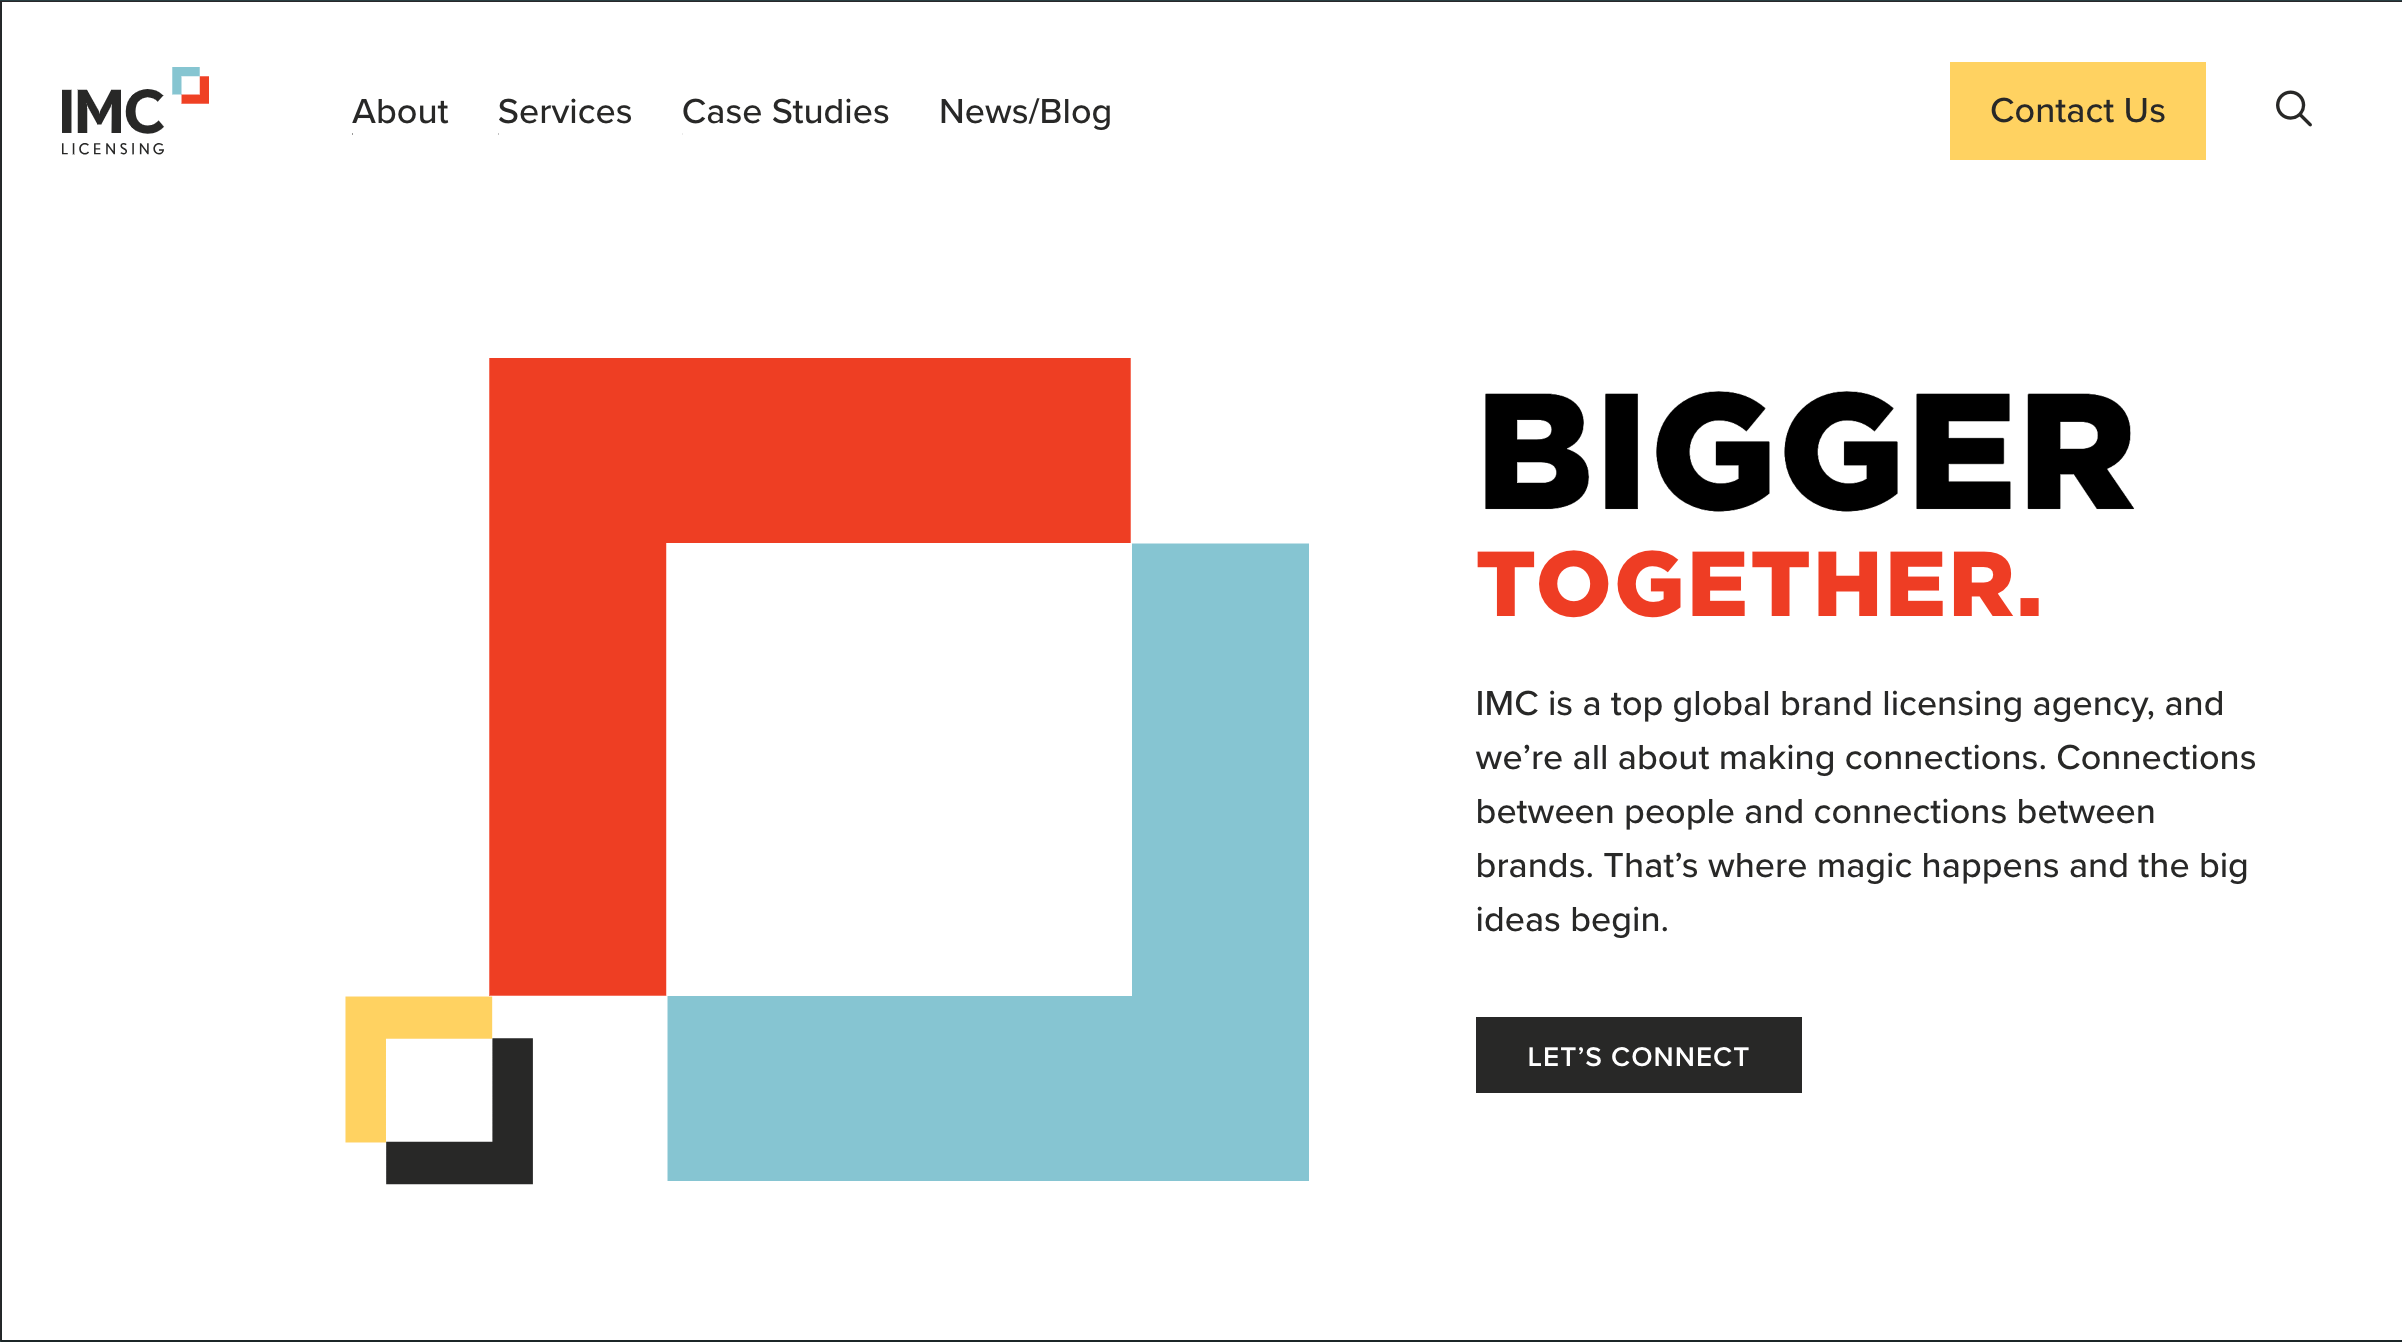 IMC
LICENSING
About
Services
Case Studies
News/Blog
Contact Us
BIGGER
TOGETHER.
IMC is a top global brand licensing agency, and
we’re all about making connections. Connections
between people and connections between
brands. That’s where magic happens and the big
ideas begin.
LET’S CONNECT